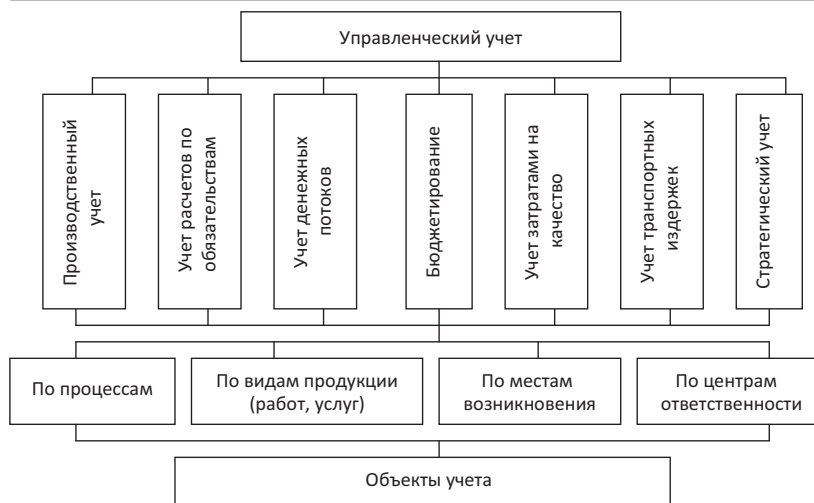 Управленческий учет
Производственный
учет
Учет расчетов по
обязательствам
Учет денежных
потоков
Бюджетирование
Учет затратами на
качество
Учет транспортных
издержек
Стратегический учет
По процессам
По видам продукции
(работ, услуг)
По местам
возникновения
По центрам
ответственности
Объекты учета